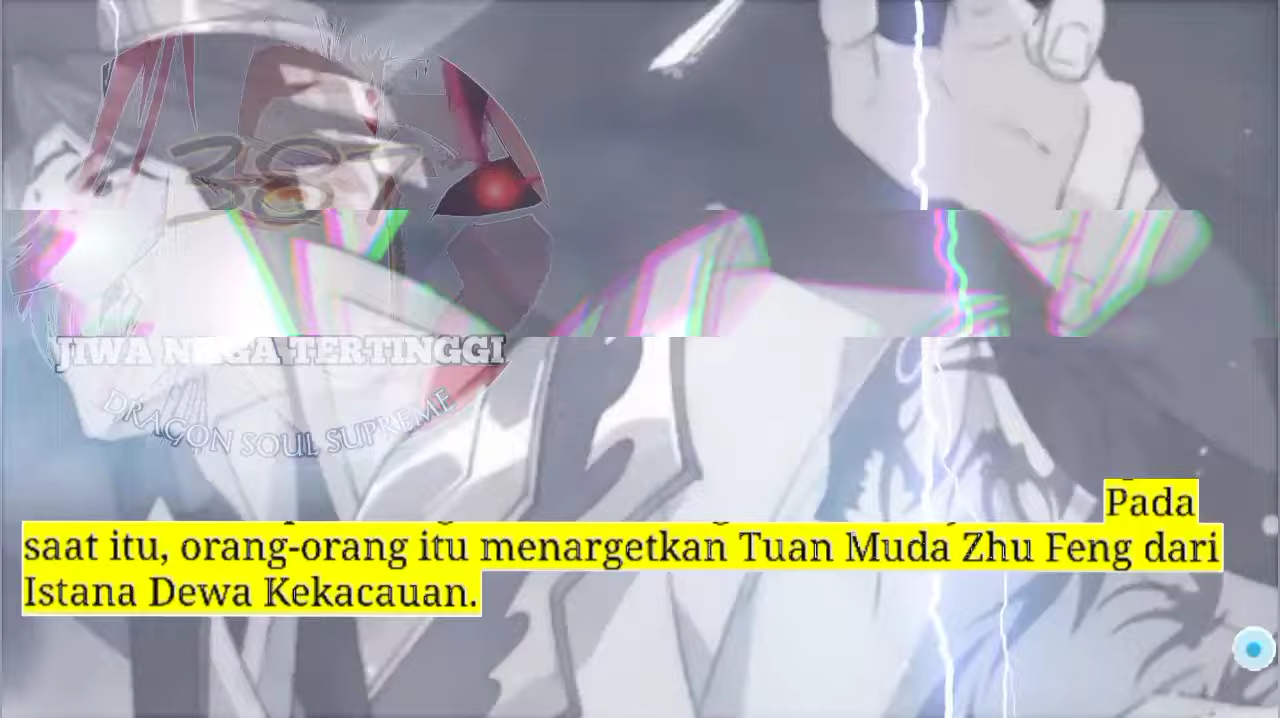 387
JIWA NAGA TERTINGGI
DRAGON SOUL SUPREME
Pada
saat itu, orang-orang itu menargetkan Tuan Muda Zhu Feng dari
Istana Dewa Kekacauan.